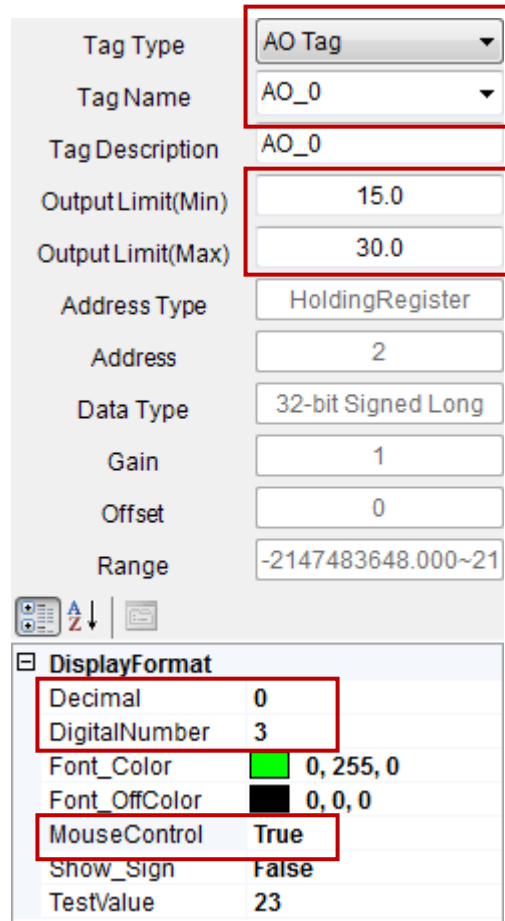 Tag Type AO Tag
Tag Name AO_0
Tag Description AO_0
Output Limit(Min) 15.0
Output Limit(Max) 30.0
Address Type HoldingRegister
Address 2
Data Type 32-bit Signed Long
Gain 1
Offset 0
Range -2147483648.000~21
DisplayFormat
Decimal 0
DigitalNumber 3
Font_Color 0, 255, 0
Font_OffColor 0, 0, 0
MouseControl True
Show_Sign False
TestValue 23